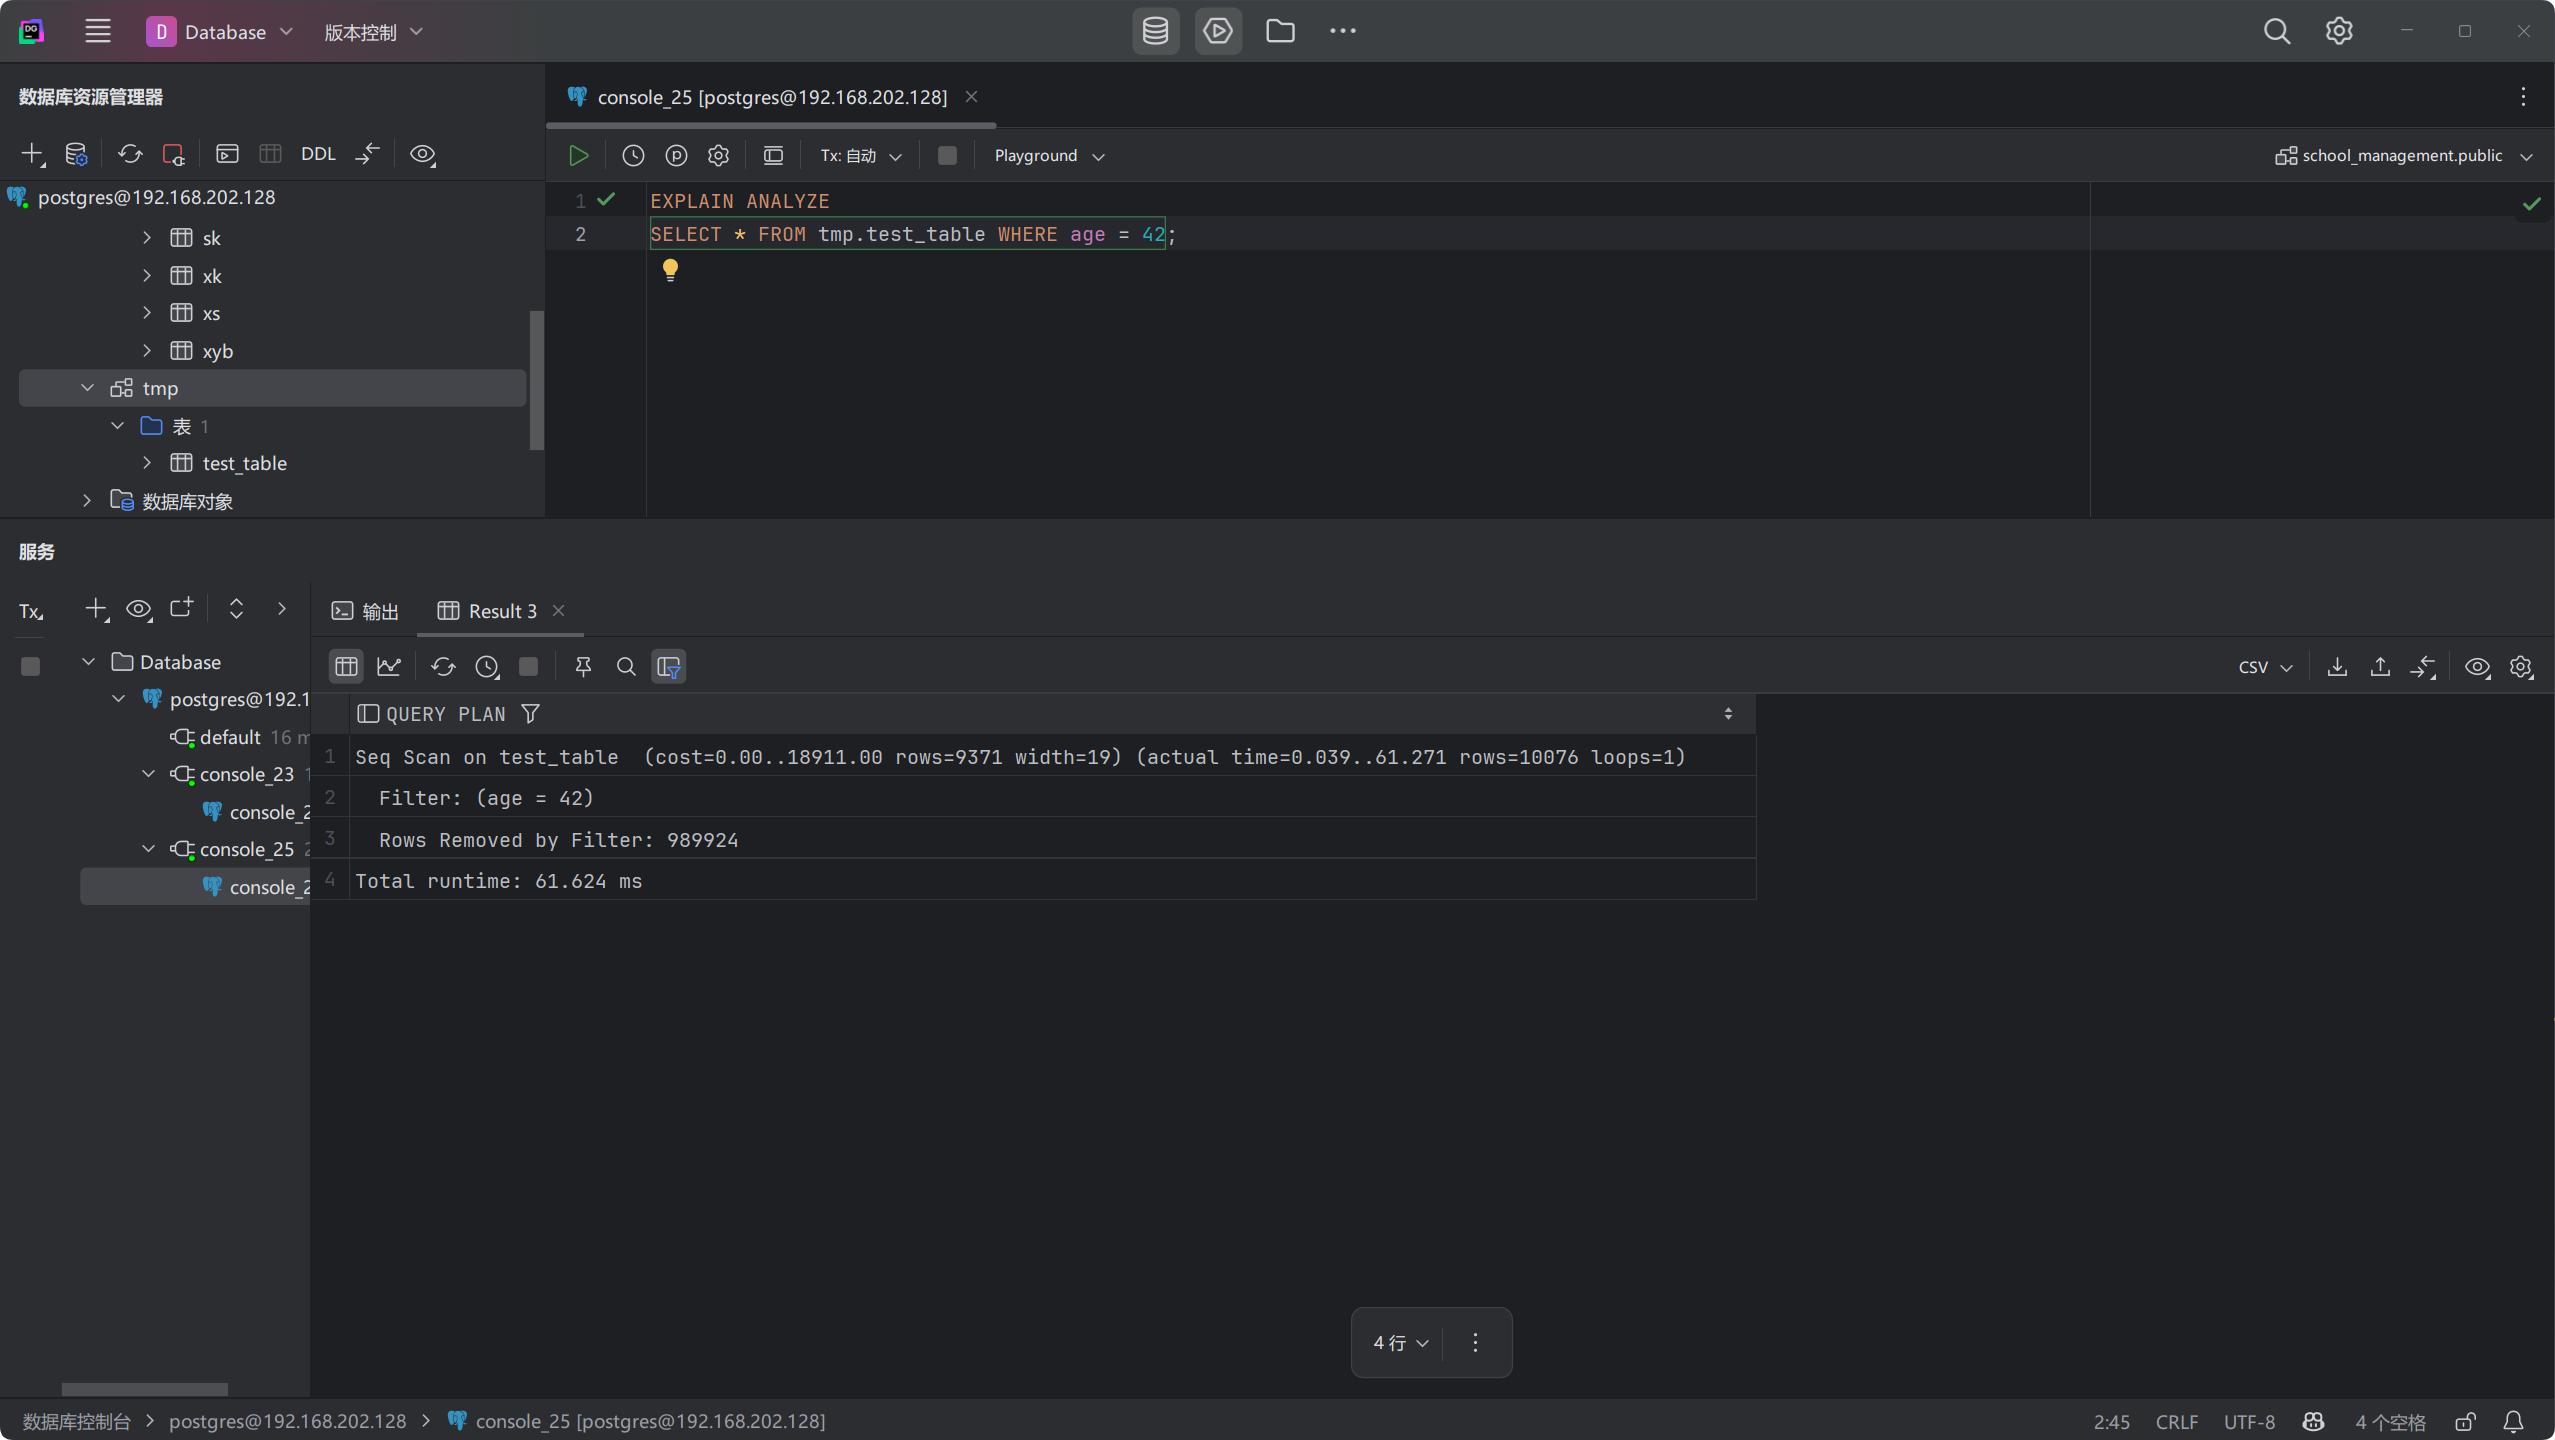 D Database 版本控制
数据库资源管理器
DDL
postgres@192.168.202.128
sk
xk
xs
xyb
tmp
表 1
test_table
数据库对象
console_25 [postgres@192.168.202.128]
Tx: 自动 Playground school_management.public
1 EXPLAIN ANALYZE
2 SELECT * FROM tmp.test_table WHERE age = 42;
服务
Tx
Database
postgres@192.1
default 16 m
console_23
console_2
console_25 2
console_2
输出 Result 3
CSV
QUERY PLAN
1 Seq Scan on test_table (cost=0.00..18911.00 rows=9371 width=19) (actual time=0.039..61.271 rows=10076 loops=1)
2 Filter: (age = 42)
3 Rows Removed by Filter: 989924
4 Total runtime: 61.624 ms
4 行
数据库控制台 > postgres@192.168.202.128 > console_25 [postgres@192.168.202.128]
2:45 CRLF UTF-8 4 个空格